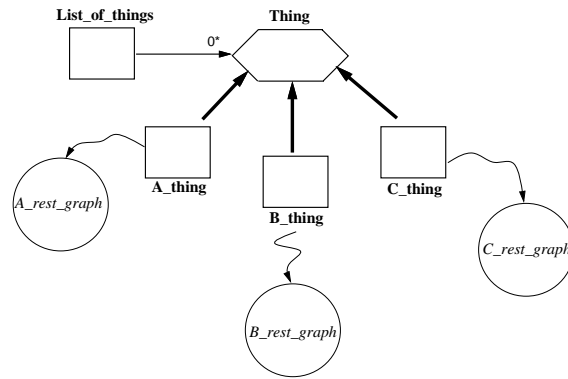 List_of_things
Thing
0*
A_thing
B_thing
C_thing
A_rest_graph
B_rest_graph
C_rest_graph